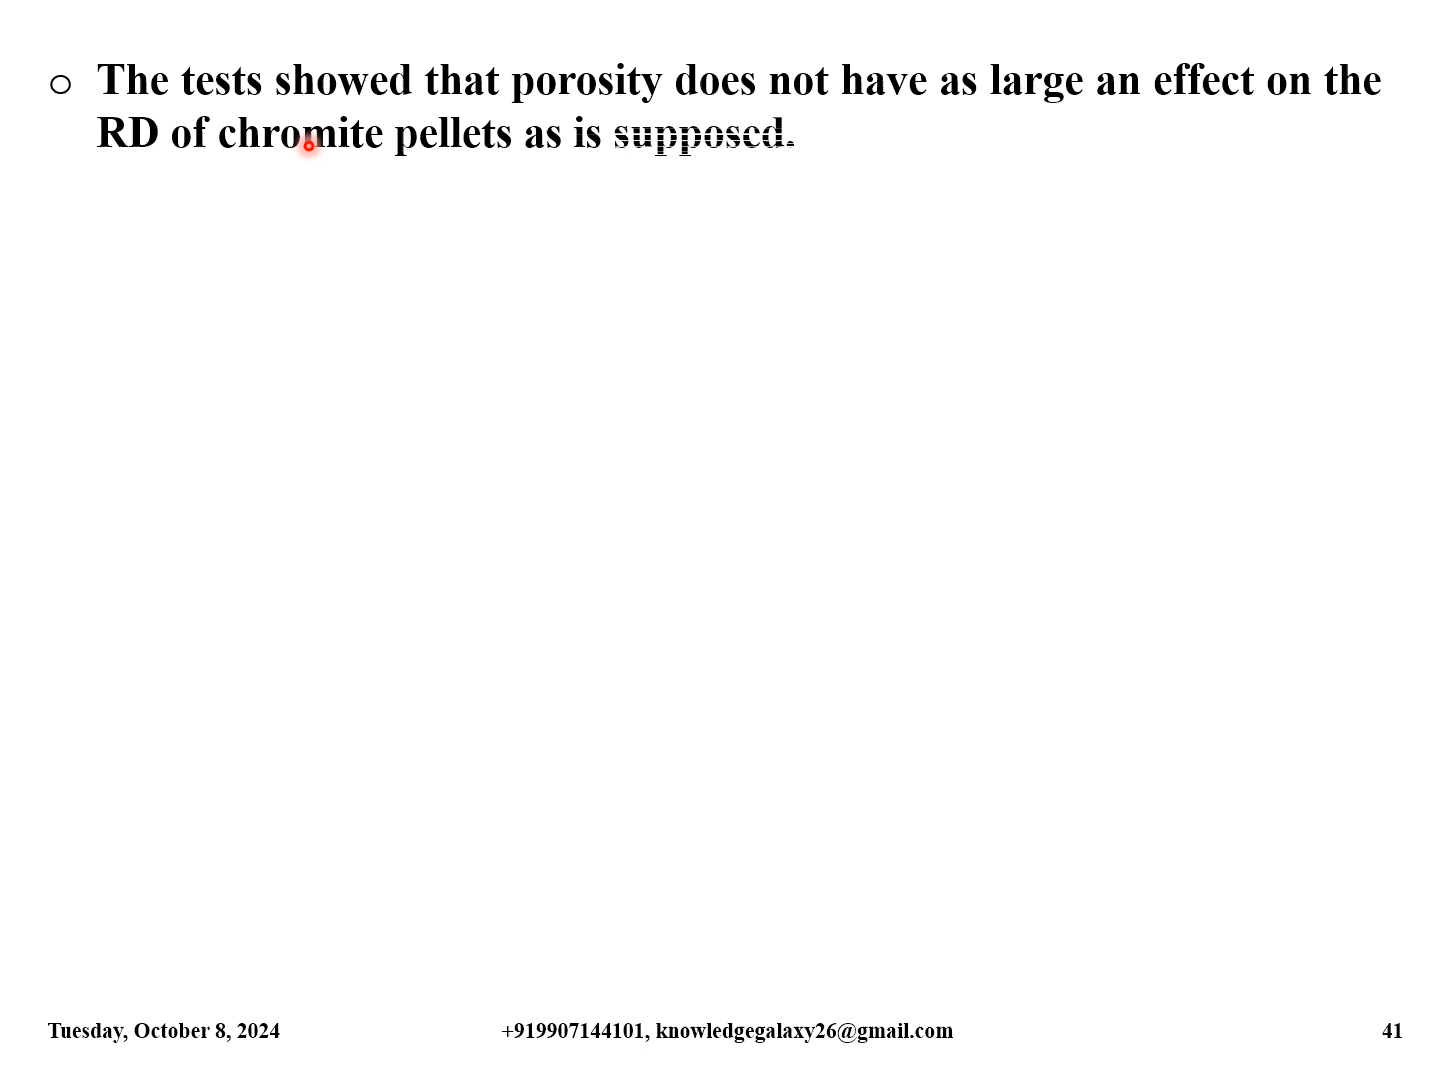 The tests showed that porosity does not have as large an effect on the
RD of chromite pellets as is supposed.
Tuesday, October 8, 2024
+919907144101, knowledgegalaxy26@gmail.com
41